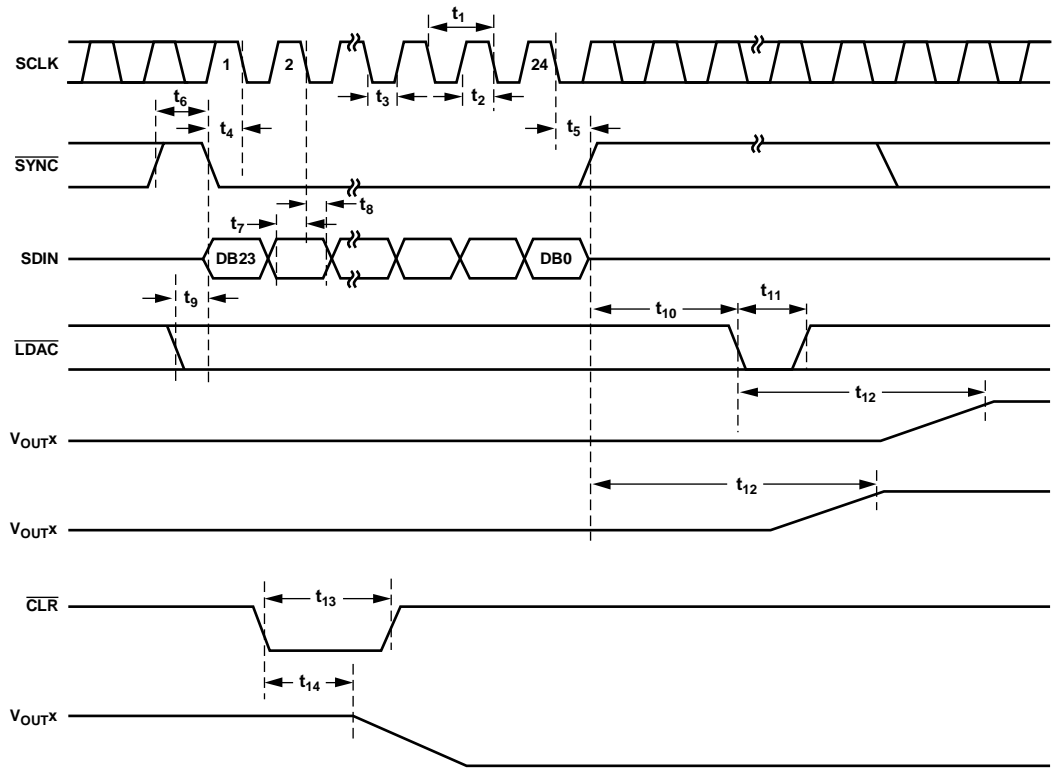 t1
SCLK
1
2
24
t3
t2
t6
t4
t5
SYNC
t8
t7
SDIN
DB23
DB0
t9
t10
t11
LDAC
t12
VOUTx
t12
VOUTx
CLR
t13
t14
VOUTx